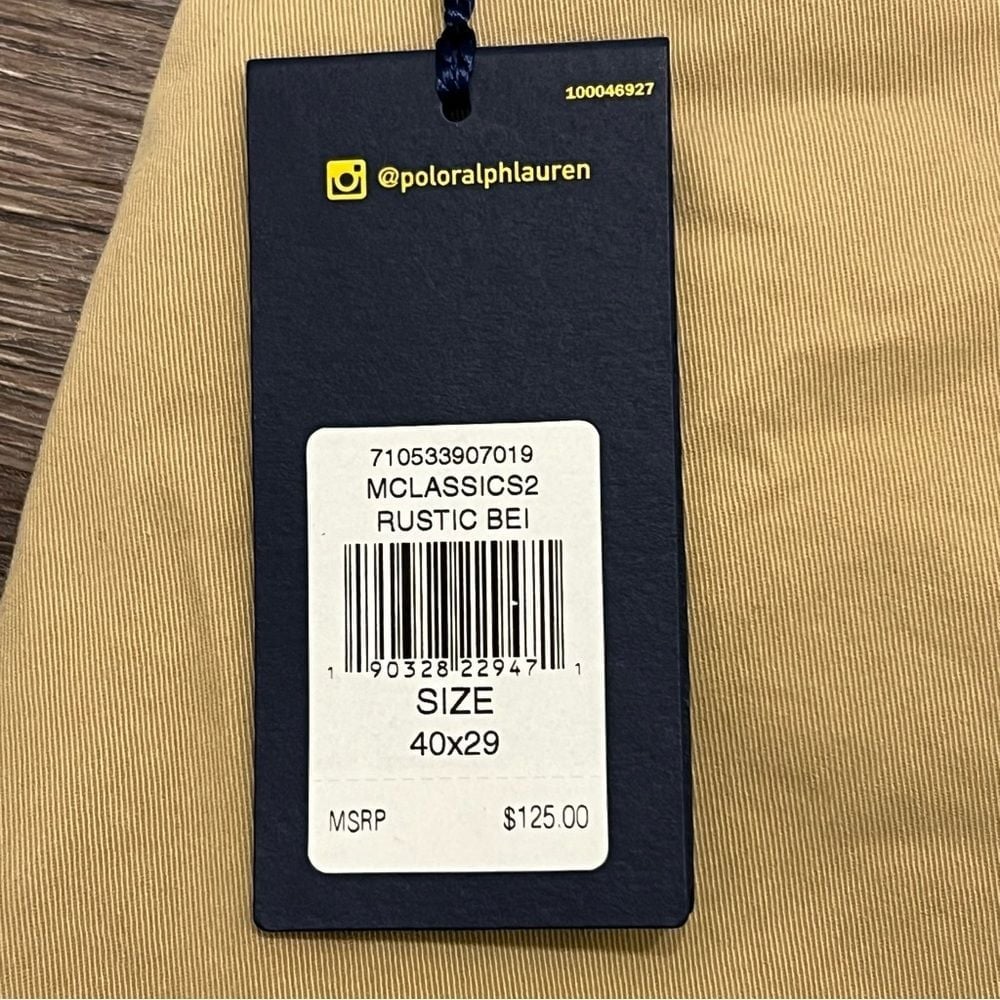 100046927
@poloralphlauren
710533907019
MCLASSICS2
RUSTIC BEI
1 90328 22947 1
SIZE
40x29
MSRP $125.00